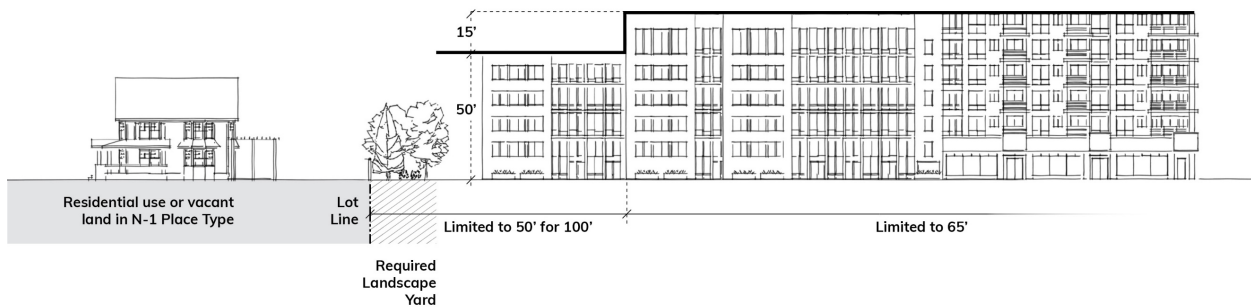 15’
50’
Residential use or vacant
land in N-1 Place Type
Lot
Line
Limited to 50’ for 100’
Limited to 65’
Required
Landscape
Yard